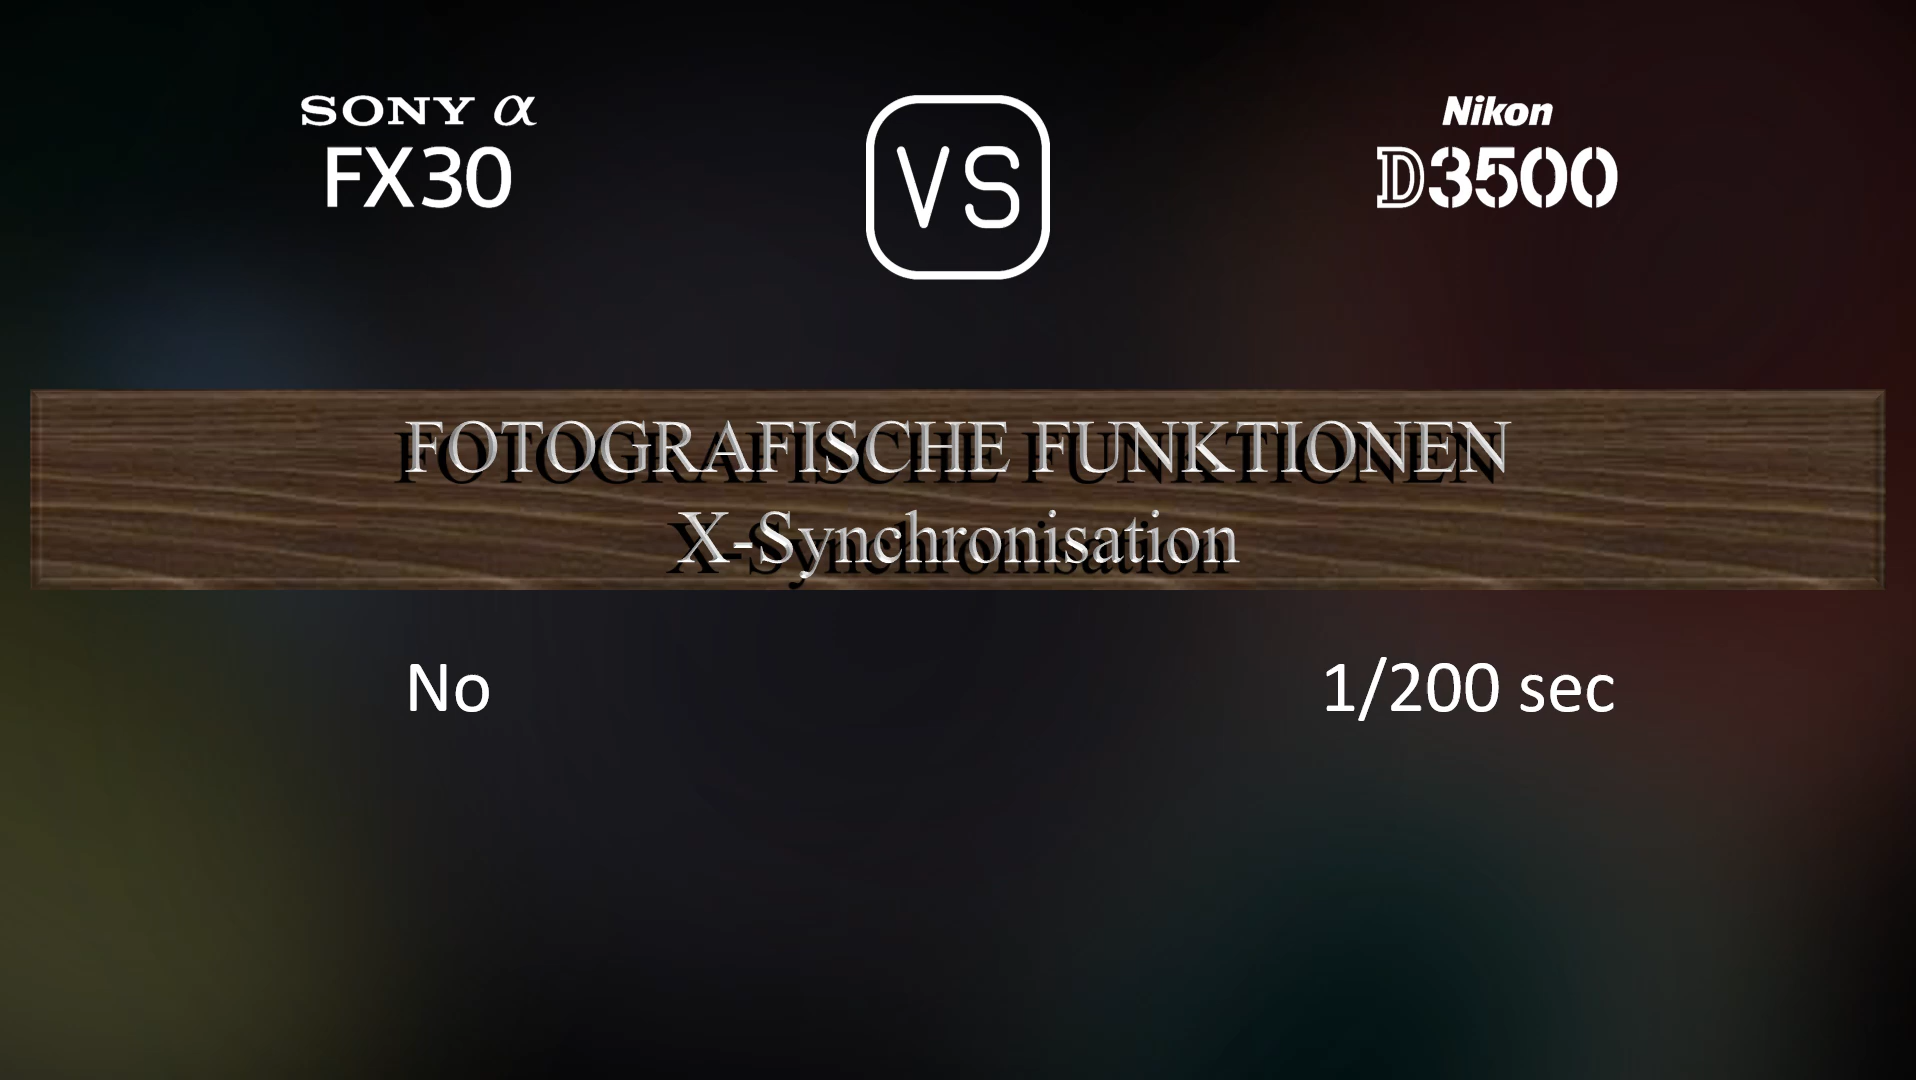 SONY α
FX30
VS
Nikon
D3500
FOTOGRAFISCHE FUNKTIONEN
X-Synchronisation
No
1/200 sec